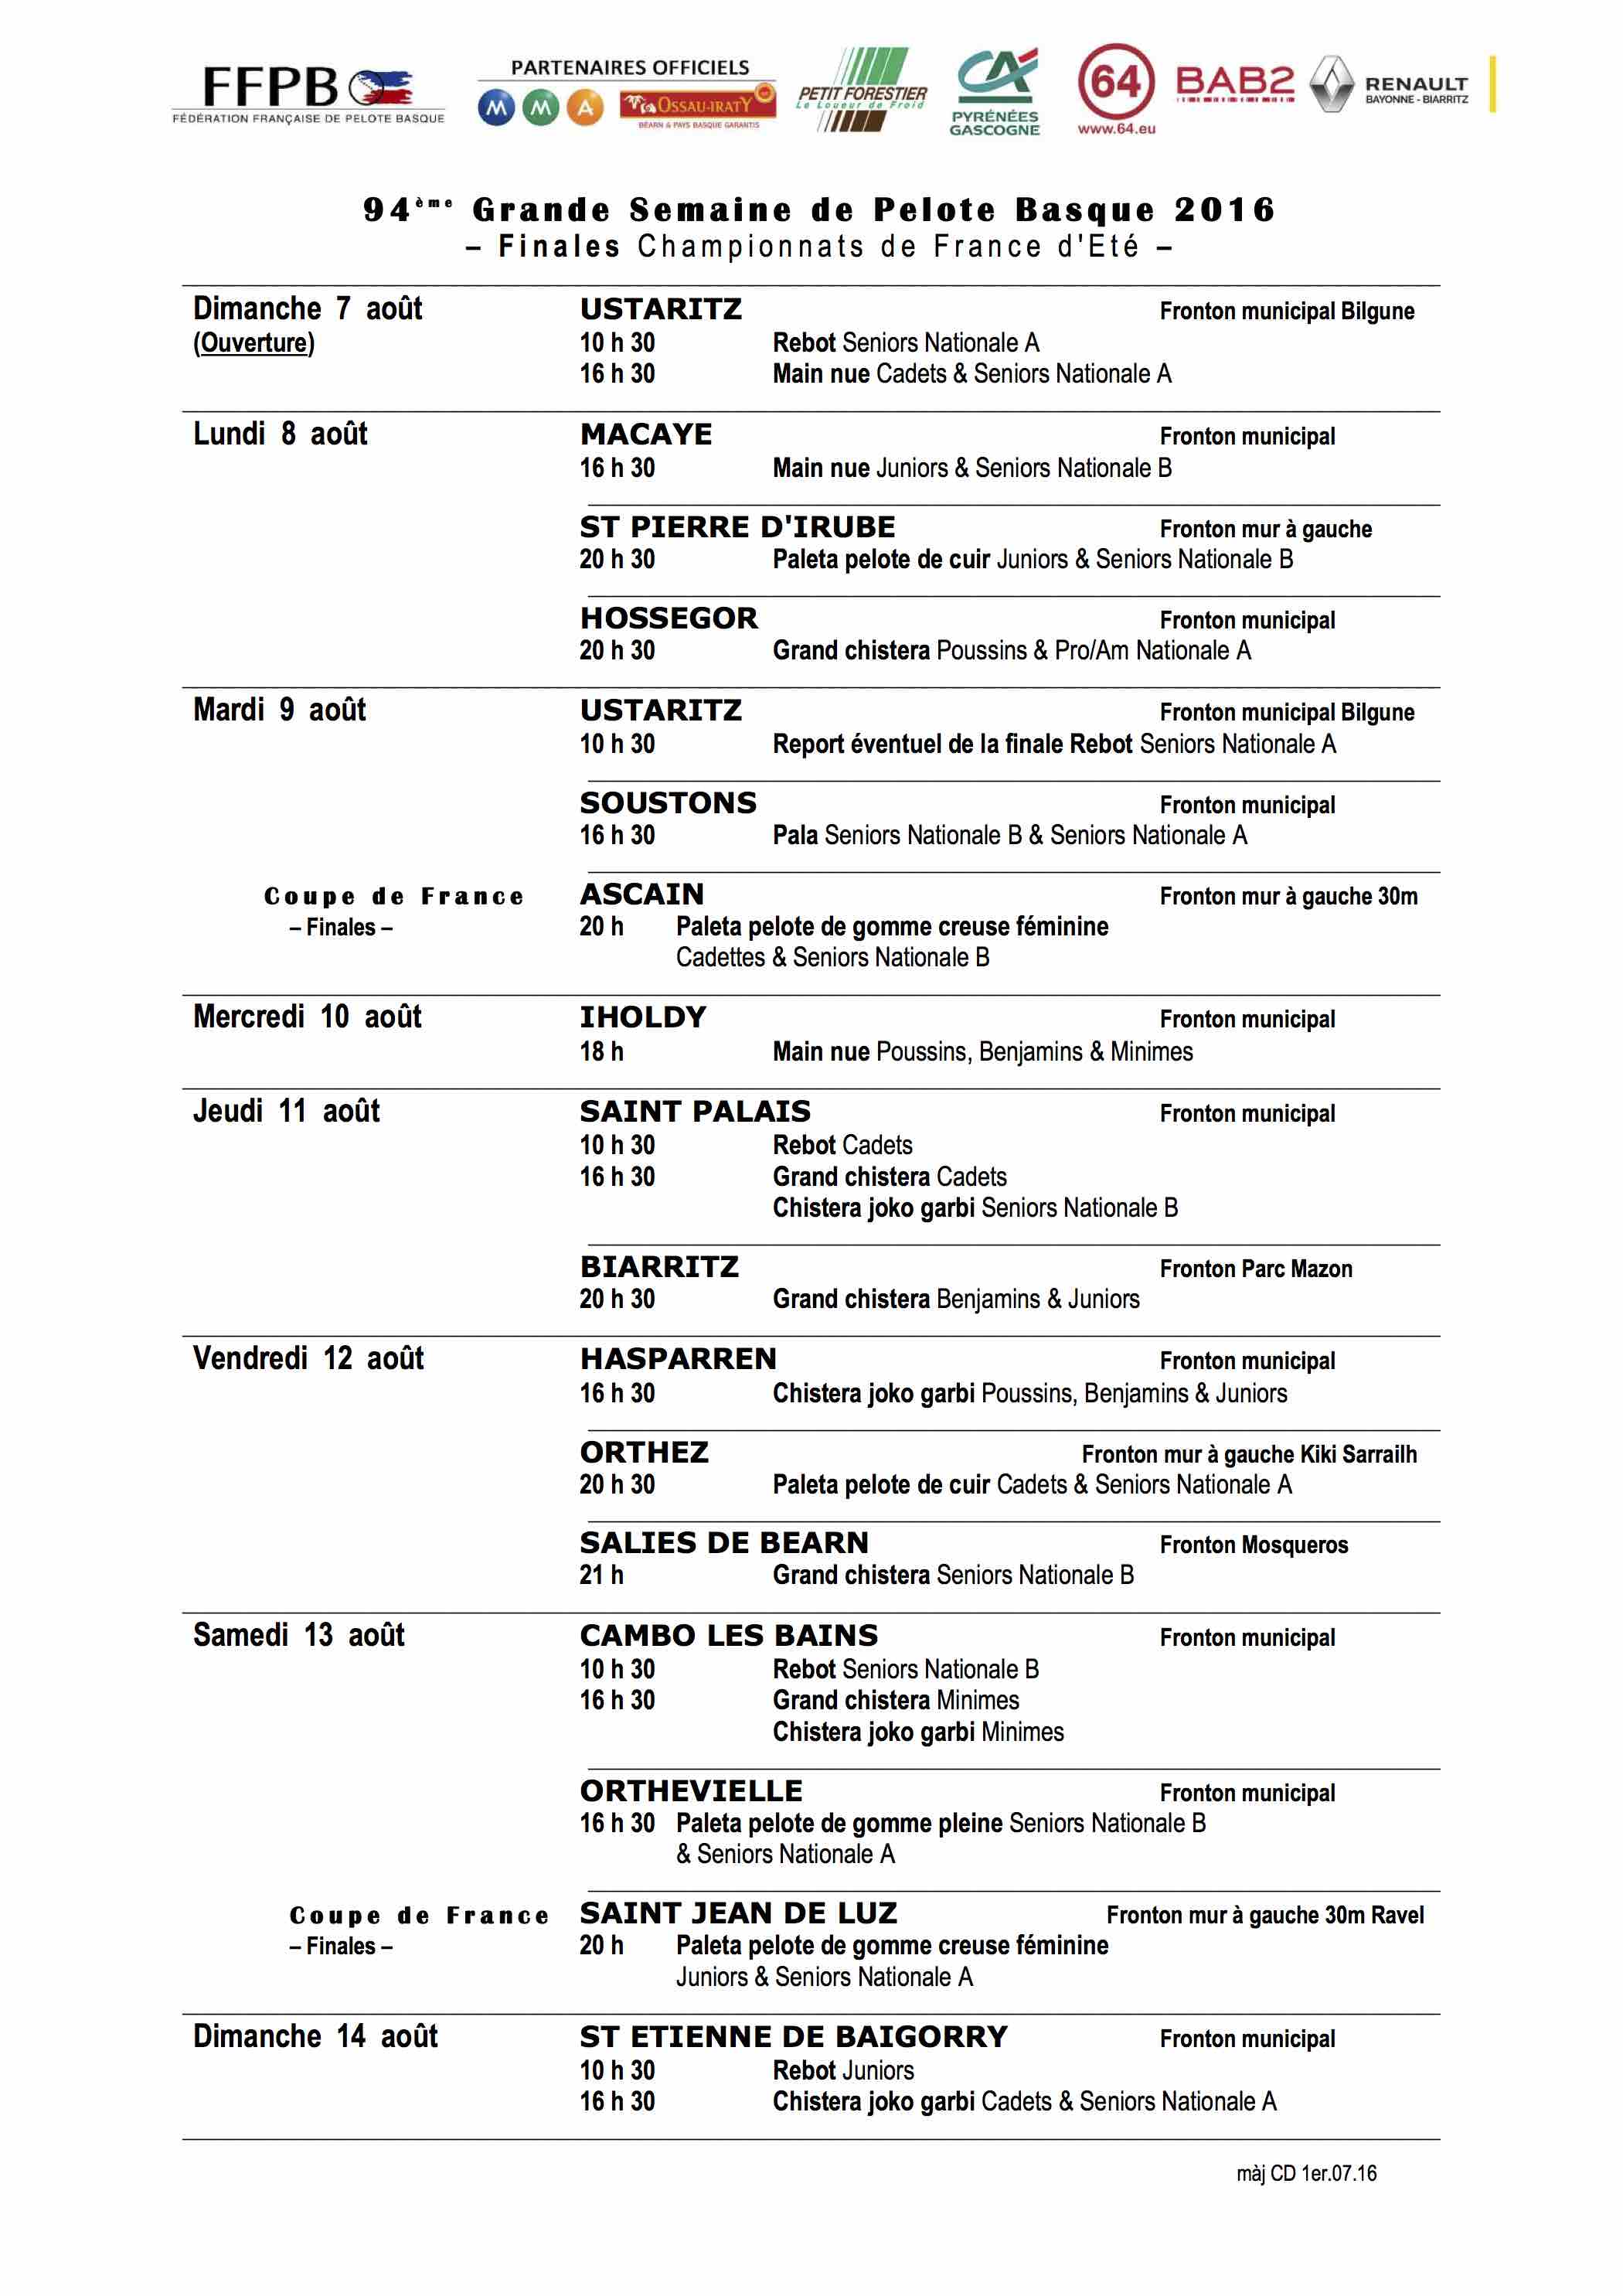 FFPB
FÉDÉRATION FRANÇAISE DE PELOTE BASQUE
PARTENAIRES OFFICIELS
M M A
OSSAU-IRATY
BÉARN & PAYS BASQUE GARANTIS
PETIT FORESTIER
Le Loueur de Froid
CA
PYRÉNÉES
GASCOGNE
64
www.64.eu
BAB2
RENAULT
BAYONNE - BIARRITZ
94ème Grande Semaine de Pelote Basque 2016
– Finales Championnats de France d'Eté –
Dimanche 7 août USTARITZ Fronton municipal Bilgune
(Ouverture) 10 h 30 Rebot Seniors Nationale A
16 h 30 Main nue Cadets & Seniors Nationale A
Lundi 8 août MACAYE Fronton municipal
16 h 30 Main nue Juniors & Seniors Nationale B
ST PIERRE D'IRUBE Fronton mur à gauche
20 h 30 Paleta pelote de cuir Juniors & Seniors Nationale B
HOSSEGOR Fronton municipal
20 h 30 Grand chistera Poussins & Pro/Am Nationale A
Mardi 9 août USTARITZ Fronton municipal Bilgune
10 h 30 Report éventuel de la finale Rebot Seniors Nationale A
SOUSTONS Fronton municipal
16 h 30 Pala Seniors Nationale B & Seniors Nationale A
Coupe de France ASCAIN Fronton mur à gauche 30m
– Finales – 20 h Paleta pelote de gomme creuse féminine
Cadettes & Seniors Nationale B
Mercredi 10 août IHOLDY Fronton municipal
18 h Main nue Poussins, Benjamins & Minimes
Jeudi 11 août SAINT PALAIS Fronton municipal
10 h 30 Rebot Cadets
16 h 30 Grand chistera Cadets
Chistera joko garbi Seniors Nationale B
BIARRITZ Fronton Parc Mazon
20 h 30 Grand chistera Benjamins & Juniors
Vendredi 12 août HASPARREN Fronton municipal
16 h 30 Chistera joko garbi Poussins, Benjamins & Juniors
ORTHEZ Fronton mur à gauche Kiki Sarrailh
20 h 30 Paleta pelote de cuir Cadets & Seniors Nationale A
SALIES DE BEARN Fronton Mosqueros
21 h Grand chistera Seniors Nationale B
Samedi 13 août CAMBO LES BAINS Fronton municipal
10 h 30 Rebot Seniors Nationale B
16 h 30 Grand chistera Minimes
Chistera joko garbi Minimes
ORTHEVIELLE Fronton municipal
16 h 30 Paleta pelote de gomme pleine Seniors Nationale B
& Seniors Nationale A
Coupe de France SAINT JEAN DE LUZ Fronton mur à gauche 30m Ravel
– Finales – 20 h Paleta pelote de gomme creuse féminine
Juniors & Seniors Nationale A
Dimanche 14 août ST ETIENNE DE BAIGORRY Fronton municipal
10 h 30 Rebot Juniors
16 h 30 Chistera joko garbi Cadets & Seniors Nationale A
màj CD 1er.07.16